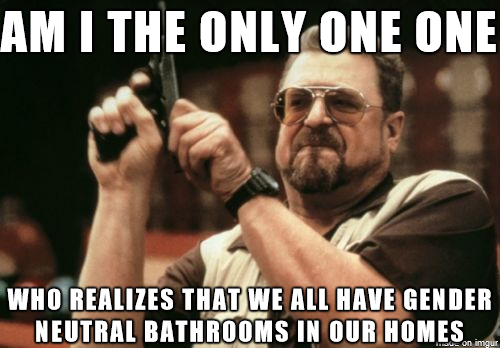 AM I THE ONLY ONE ONE
WHO REALIZES THAT WE ALL HAVE GENDER
NEUTRAL BATHROOMS IN OUR HOMES
on imgur